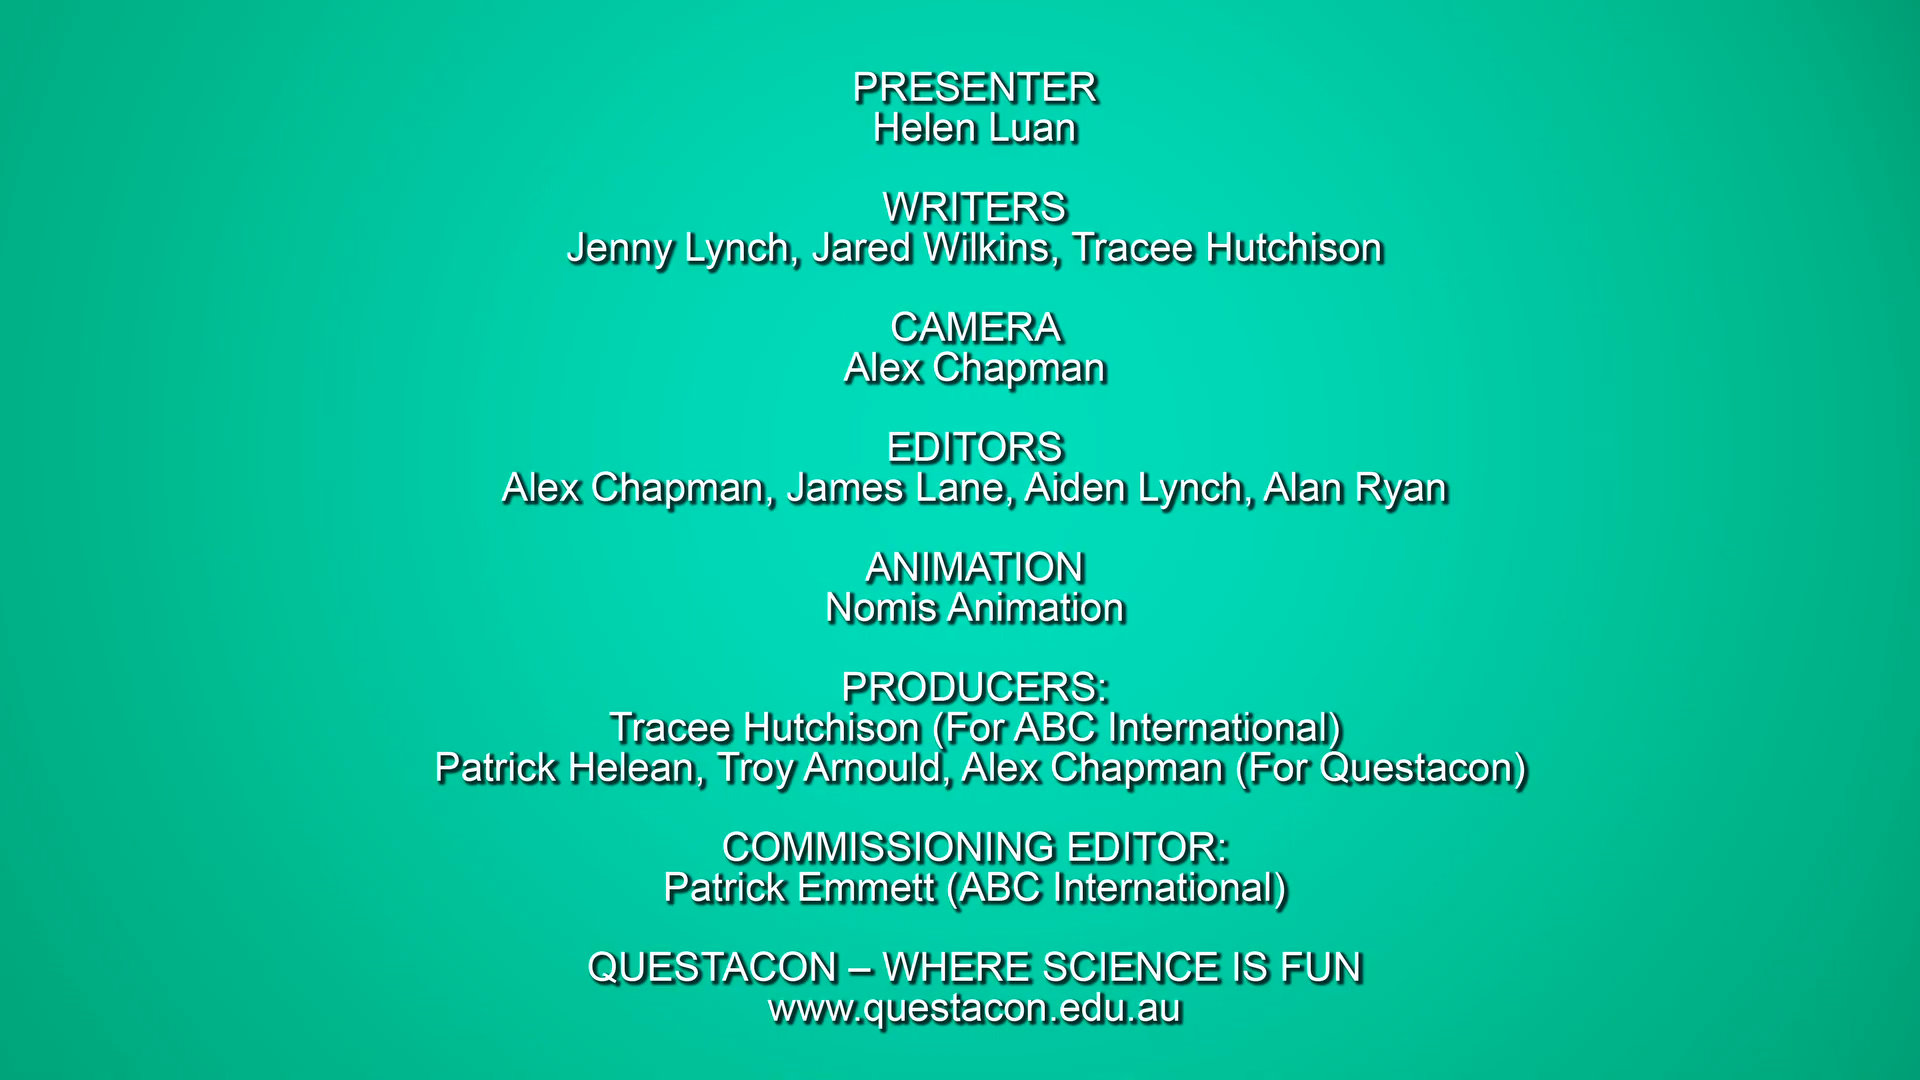 PRESENTER
Helen Luan
WRITERS
Jenny Lynch, Jared Wilkins, Tracee Hutchison
CAMERA
Alex Chapman
EDITORS
Alex Chapman, James Lane, Aiden Lynch, Alan Ryan
ANIMATION
Nomis Animation
PRODUCERS:
Tracee Hutchison (For ABC International)
Patrick Helean, Troy Arnould, Alex Chapman (For Questacon)
COMMISSIONING EDITOR:
Patrick Emmett (ABC International)
QUESTACON – WHERE SCIENCE IS FUN
www.questacon.edu.au